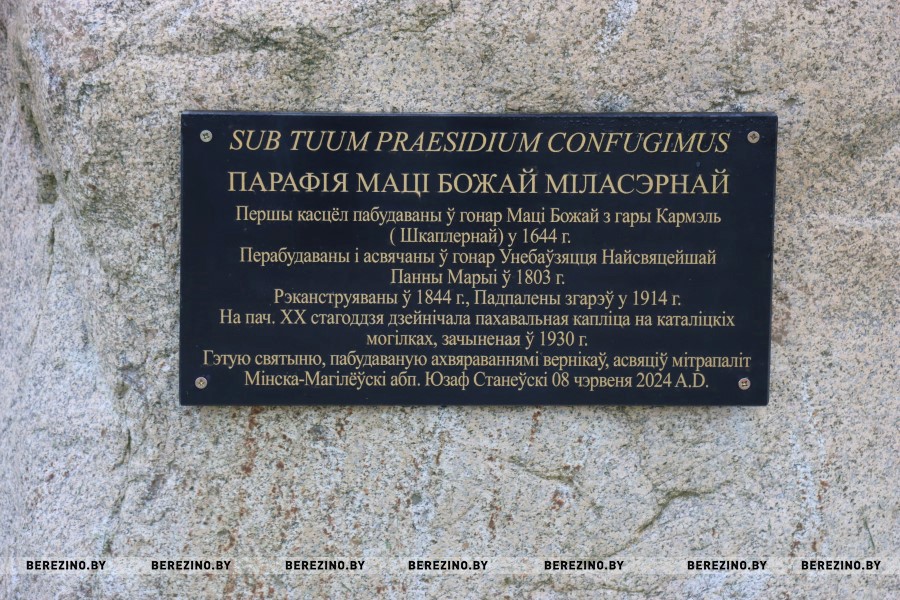 SUB TUUM PRAESIDIUM CONFUGIMUS
ПАРАФІЯ МАЦІ БОЖАЙ МІЛАСЭРНАЙ
Першы касцёл пабудаваны ў гонар Маці Божай з гары Кармэль
( Шкаплернай) у 1644 г.
Перабудаваны і асвячаны ў гонар Унебаўзяцця Найсвяцейшай
Панны Марыі ў 1803 г.
Рэканструяваны ў 1844 г., Падпалены згарэў у 1914 г.
На пач. XX стагоддзя дзейнічала пахавальная капліца на каталіцкіх
могілках, зачыненая ў 1930 г.
Гэтую святыню, пабудаваную ахвяраваннямі вернікаў, асвяціў мітрапаліт
Мінска-Магілёўскі абп. Юзаф Станеўскі 08 чэрвеня 2024 A.D.
BEREZINO.BY BEREZINO.BY BEREZINO.BY BEREZINO.BY BEREZINO.BY BEREZINO.BY BEREZINO.BY